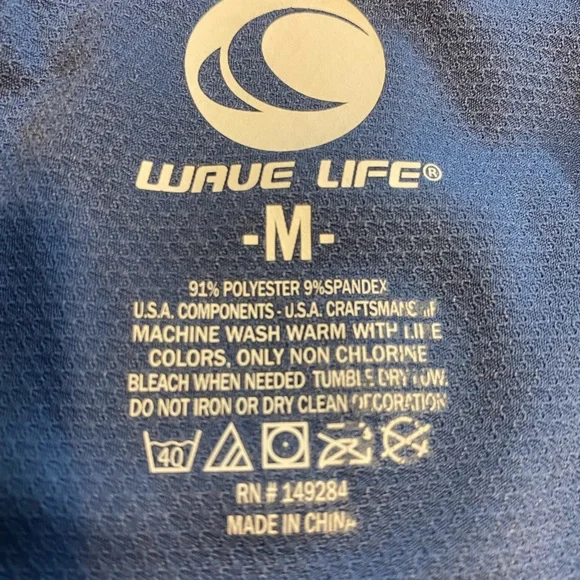 WAVE LIFE®
-M-
91% POLYESTER 9%SPANDEX
U.S.A. COMPONENTS - U.S.A. CRAFTSMANSHIP
MACHINE WASH WARM WITH LIKE
COLORS, ONLY NON CHLORINE
BLEACH WHEN NEEDED TUMBLE DRY LOW.
DO NOT IRON OR DRY CLEAN DECORATION
40
RN # 149284
MADE IN CHINA